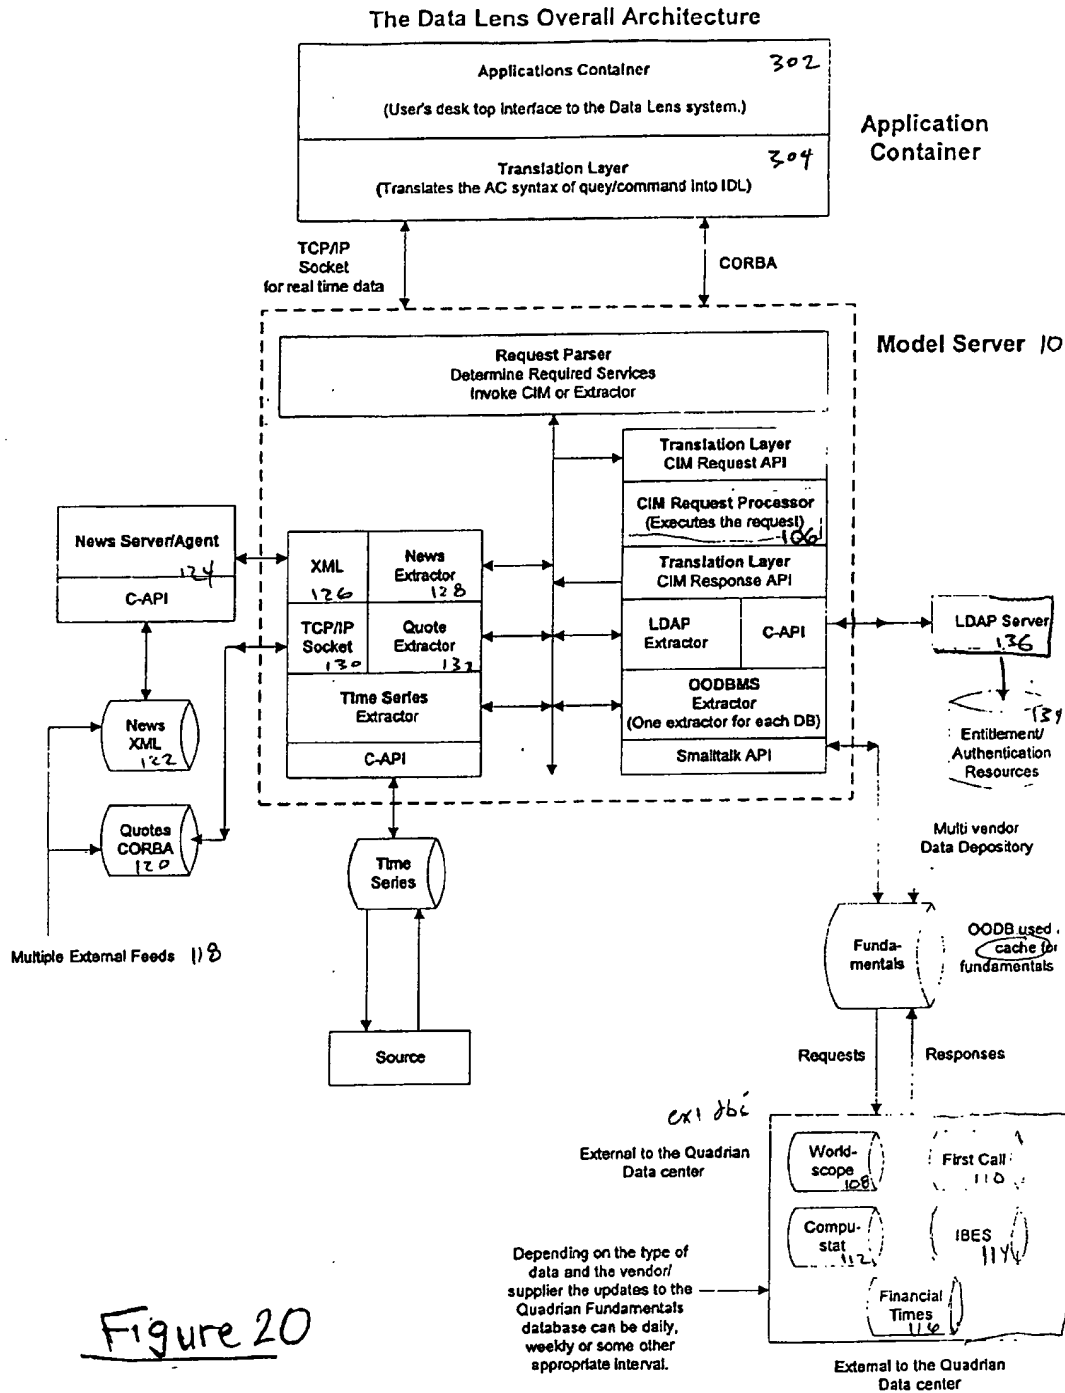 The Data Lens Overall Architecture
Applications Container 302
(User's desk top interface to the Data Lens system.)
Application
Container
Translation Layer 304
(Translates the AC syntax of quey/command into IDL)
TCP/IP
Socket
for real time data
CORBA
Model Server 10
Request Parser
Determine Required Services
Invoke CIM or Extractor
Translation Layer
CIM Request API
CIM Request Processor
(Executes the request)
106
Translation Layer
CIM Response API
News Server/Agent
124
C-API
XML
126
News
Extractor
128
TCP/IP
Socket
130
Quote
Extractor
132
Time Series
Extractor
C-API
LDAP
Extractor
C-API
OODBMS
Extractor
(One extractor for each DB)
Smalltalk API
LDAP Server
136
134
Entitlement/
Authentication
Resources
News
XML
122
Quotes
CORBA
120
Multiple External Feeds 118
Time
Series
Source
Multi vendor
Data Depository
Funda-
mentals
OODB used
cache for
fundamentals
Requests
Responses
External to the Quadrian
Data center
World-
scope
108
First Call
110
Compu-
stat
112
IBES
114
Financial
Times
116
Depending on the type of
data and the vendor/
supplier the updates to the
Quadrian Fundamentals
database can be daily,
weekly or some other
appropriate interval.
External to the Quadrian
Data center
Figure 20